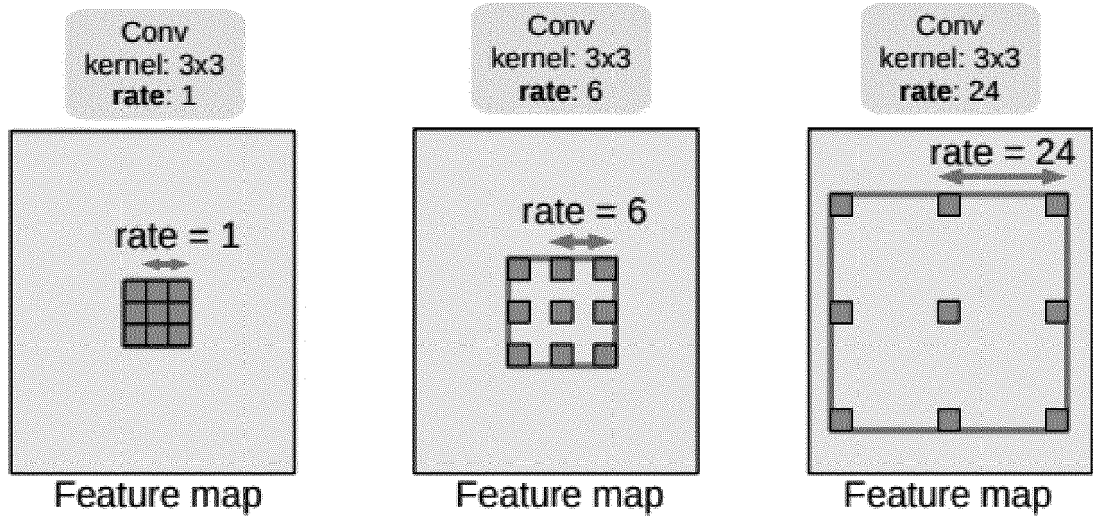 Conv
kernel: 3x3
rate: 1
Conv
kernel: 3x3
rate: 6
Conv
kernel: 3x3
rate: 24
rate = 1
rate = 6
rate = 24
Feature map
Feature map
Feature map